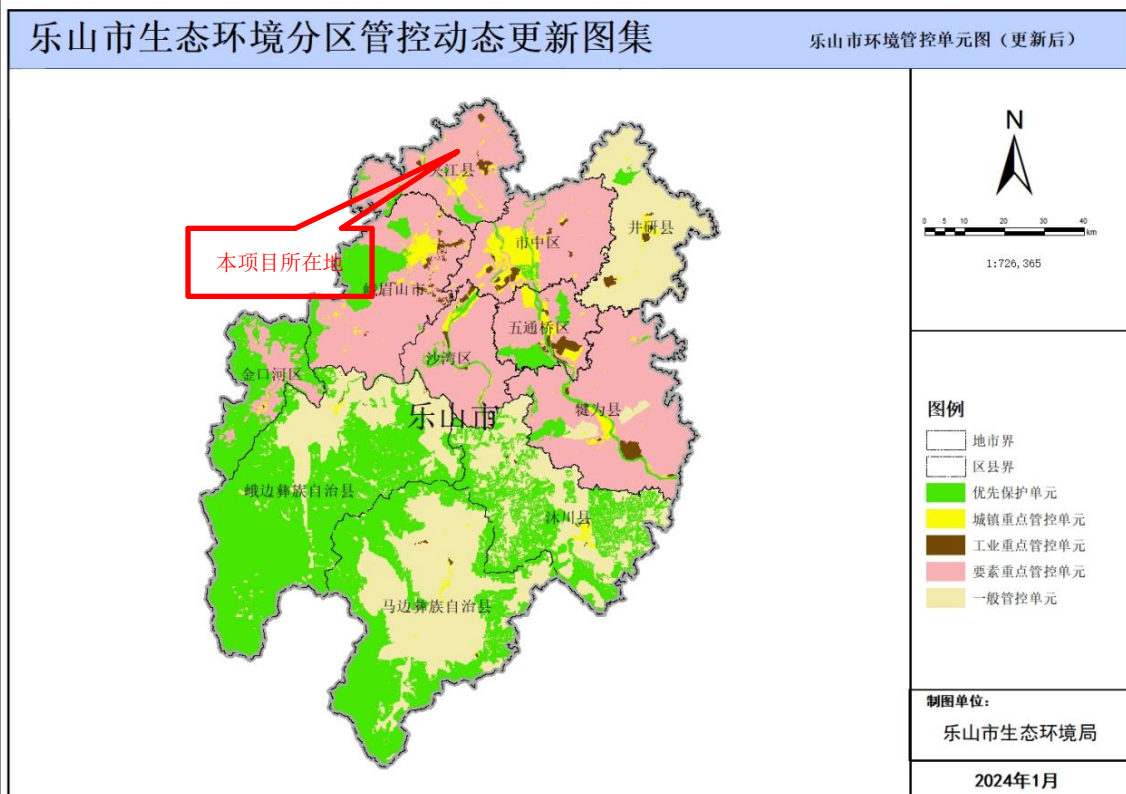 乐山市生态环境分区管控动态更新图集
乐山市环境管控单元图（更新后）
N
0 5 10 20 30 40
km
1:726,365
夹江县
井研县
市中区
本项目所在地
峨眉山市
五通桥区
沙湾区
金口河区
犍为县
乐山市
峨边彝族自治县
沐川县
马边彝族自治县
图例
地市界
区县界
优先保护单元
城镇重点管控单元
工业重点管控单元
要素重点管控单元
一般管控单元
制图单位：
乐山市生态环境局
2024年1月